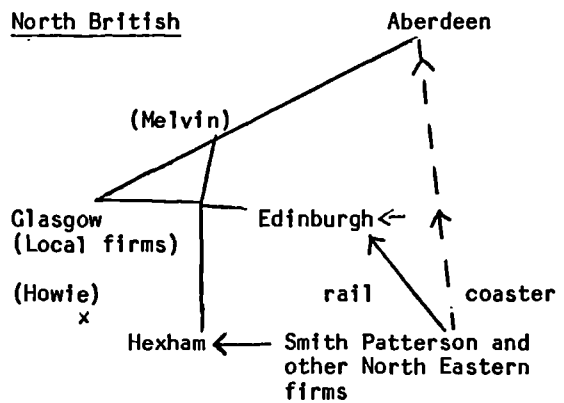 North British
Aberdeen
(Melvin)
Glasgow
(Local firms)
Edinburgh
(Howie)
x
rail
coaster
Hexham
Smith Patterson and
other North Eastern
firms